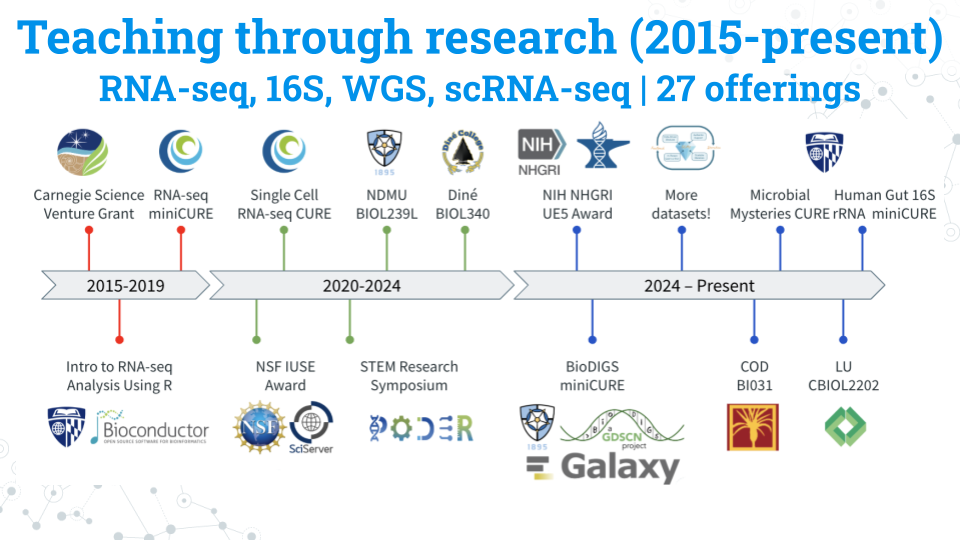 Teaching through research (2015-present)
RNA-seq, 16S, WGS, scRNA-seq | 27 offerings
1895
Diné College
NIH
NHGRI
Carnegie Science
Venture Grant
RNA-seq
miniCURE
Single Cell
RNA-seq CURE
NDMU
BIOL239L
Diné
BIOL340
NIH NHGRI
UE5 Award
More
datasets!
Microbial
Mysteries CURE
Human Gut 16S
rRNA miniCURE
2015-2019
2020-2024
2024 – Present
Intro to RNA-seq
Analysis Using R
NSF IUSE
Award
STEM Research
Symposium
BioDIGS
miniCURE
COD
BI031
LU
CBIOL2202
Bioconductor
OPEN SOURCE SOFTWARE FOR BIOINFORMATICS
NSF
SciServer
PODER
1895
BioDIGS
GDSCN
project
Galaxy